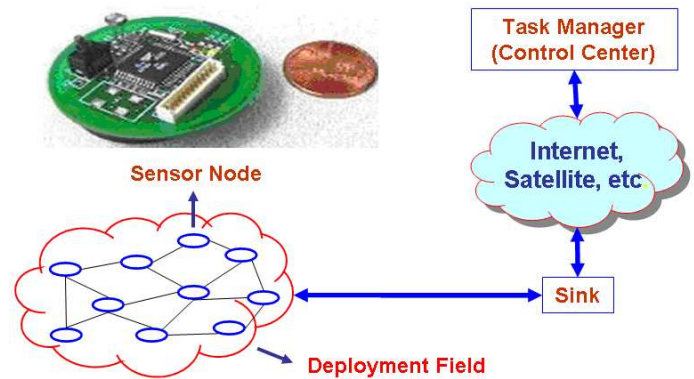 Task Manager
(Control Center)
Internet,
Satellite, etc.
Sensor Node
Sink
Deployment Field